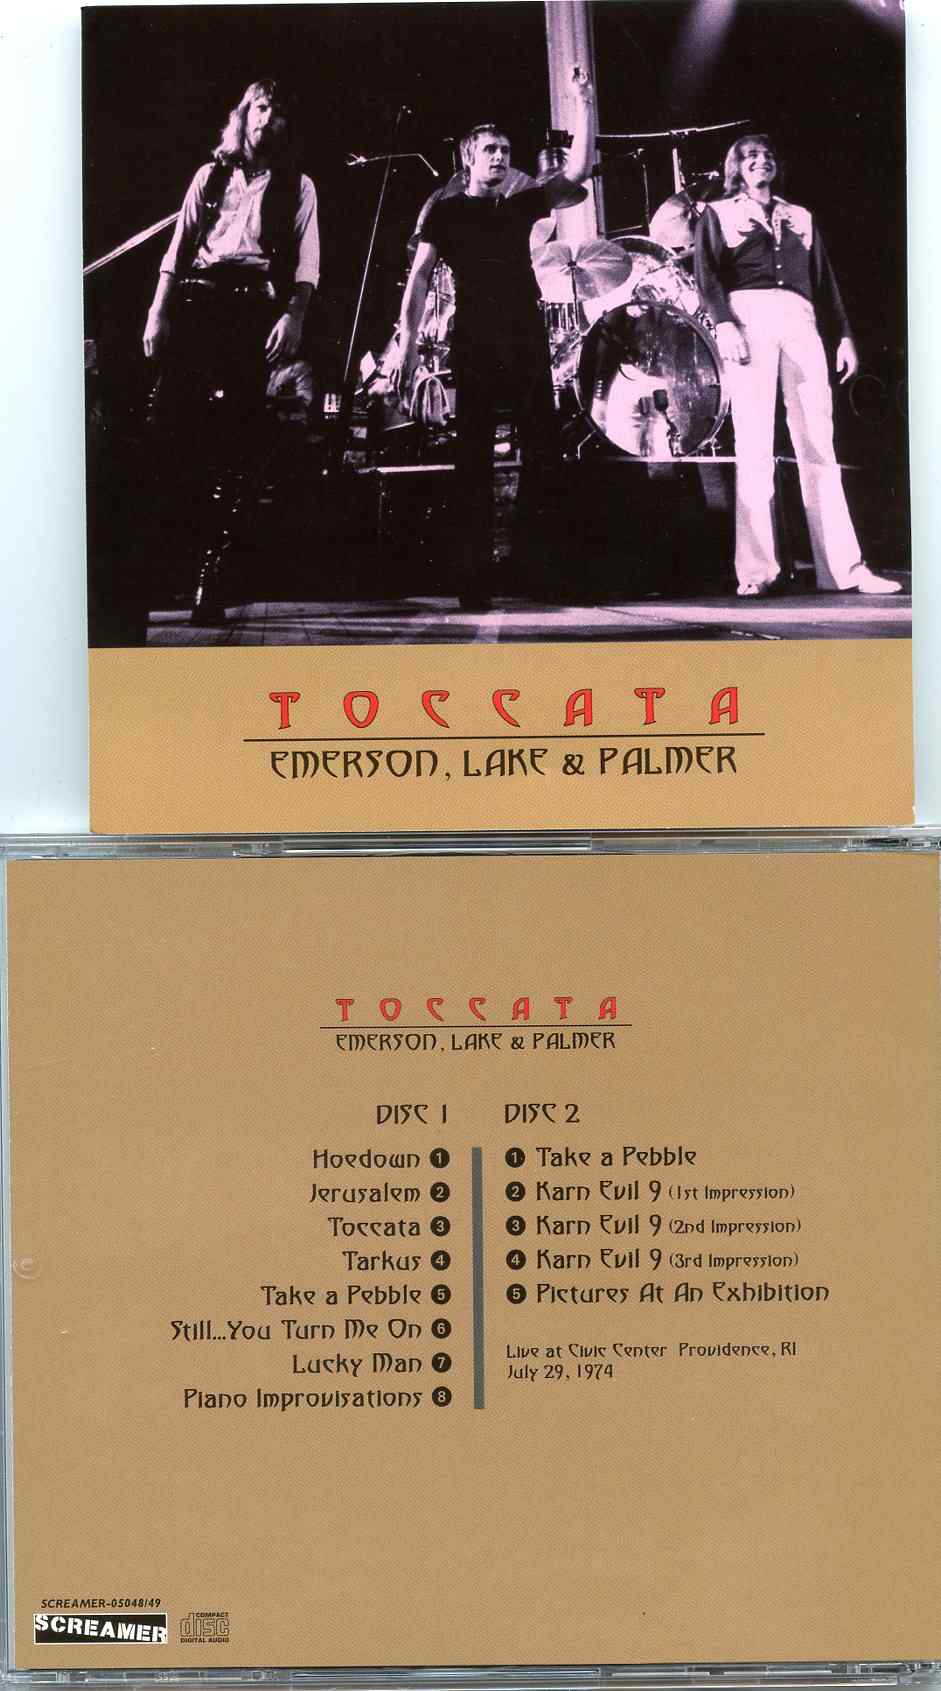 TOCCATA
EMERSON, LAKE & PALMER
TOCCATA
EMERSON, LAKE & PALMER
DISC 1
Hoedown 1
Jerusalem 2
Toccata 3
Tarkus 4
Take a Pebble 5
Still...You Turn Me On 6
Lucky Man 7
Piano Improvisations 8
DISC 2
1 Take a Pebble
2 Karn Evil 9 (1st Impression)
3 Karn Evil 9 (2nd Impression)
4 Karn Evil 9 (3rd Impression)
5 Pictures At An Exhibition
Live at Civic Center Providence, RI
July 29, 1974
SCREAMER-05048/49
SCREAMER
COMPACT
disc
DIGITAL AUDIO